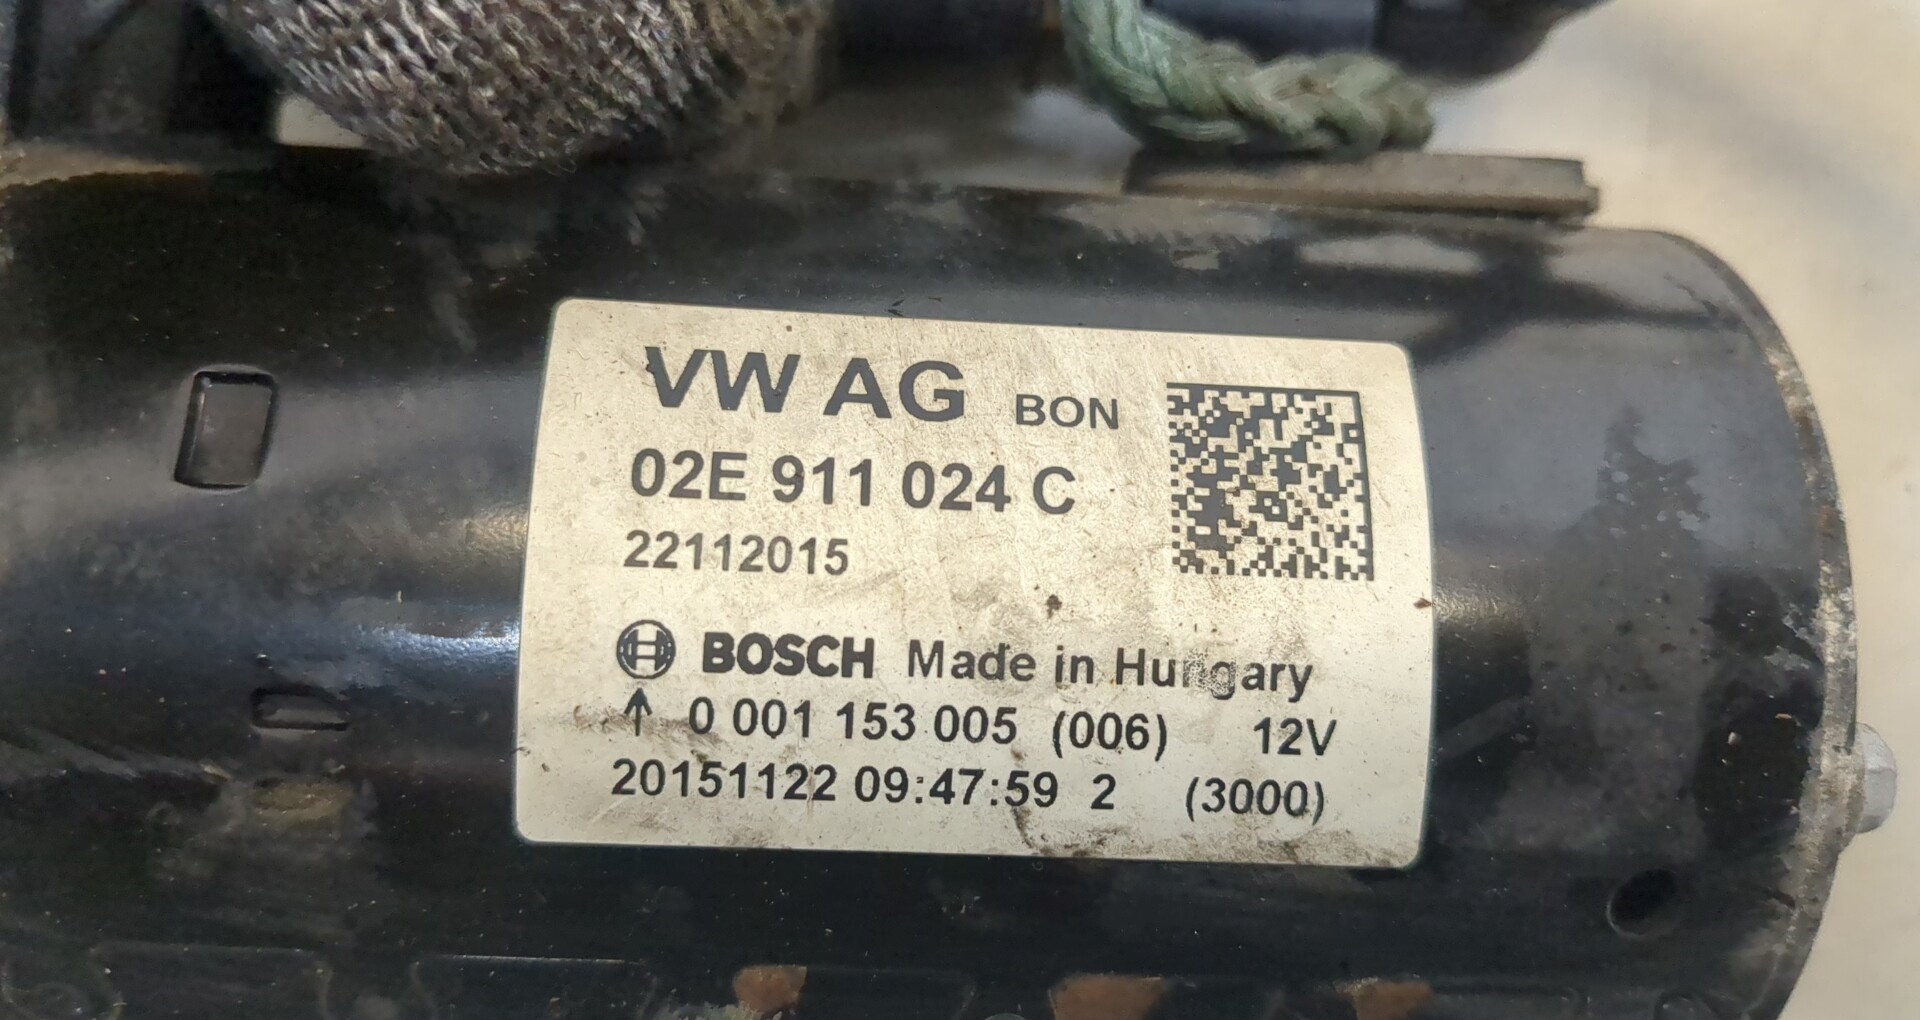 VW AG BON
02E 911 024 C
22112015
BOSCH Made in Hungary
↑ 0 001 153 005 (006) 12V
20151122 09:47:59 2 (3000)